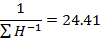 1/∑ H⁻¹ = 24.41